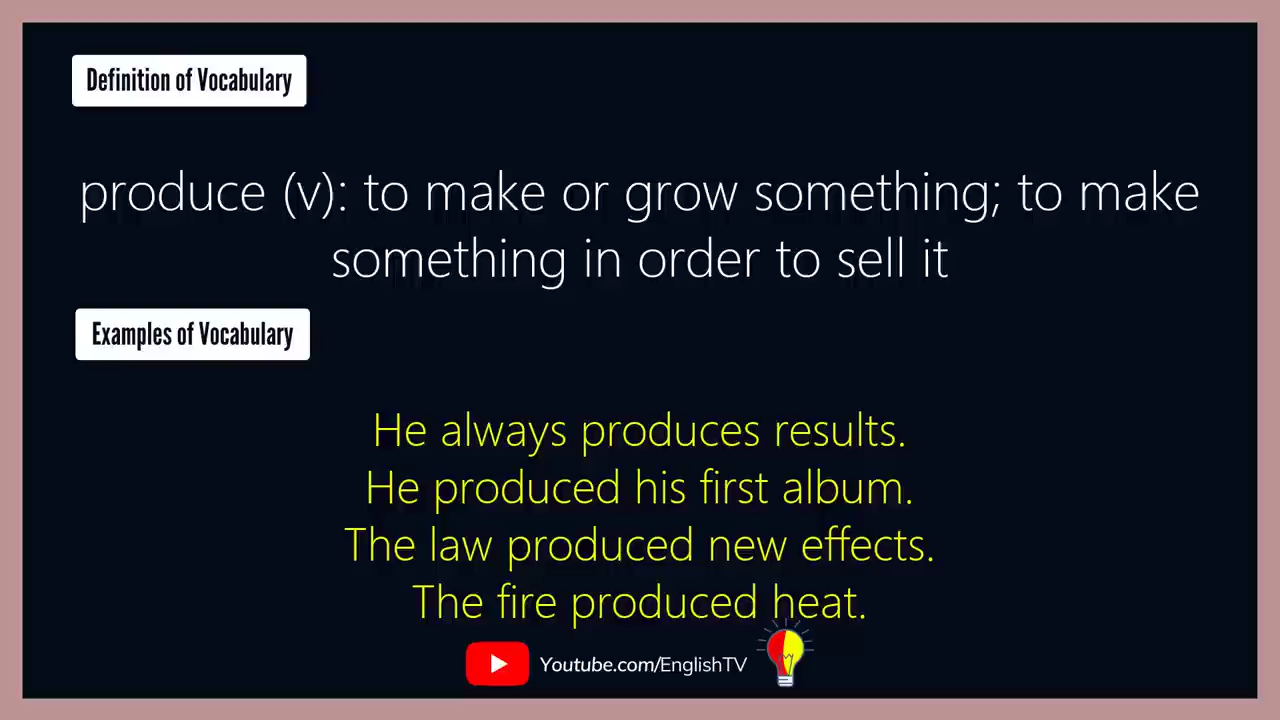 Definition of Vocabulary
produce (v): to make or grow something; to make
something in order to sell it
Examples of Vocabulary
He always produces results.
He produced his first album.
The law produced new effects.
The fire produced heat.
Youtube.com/EnglishTV